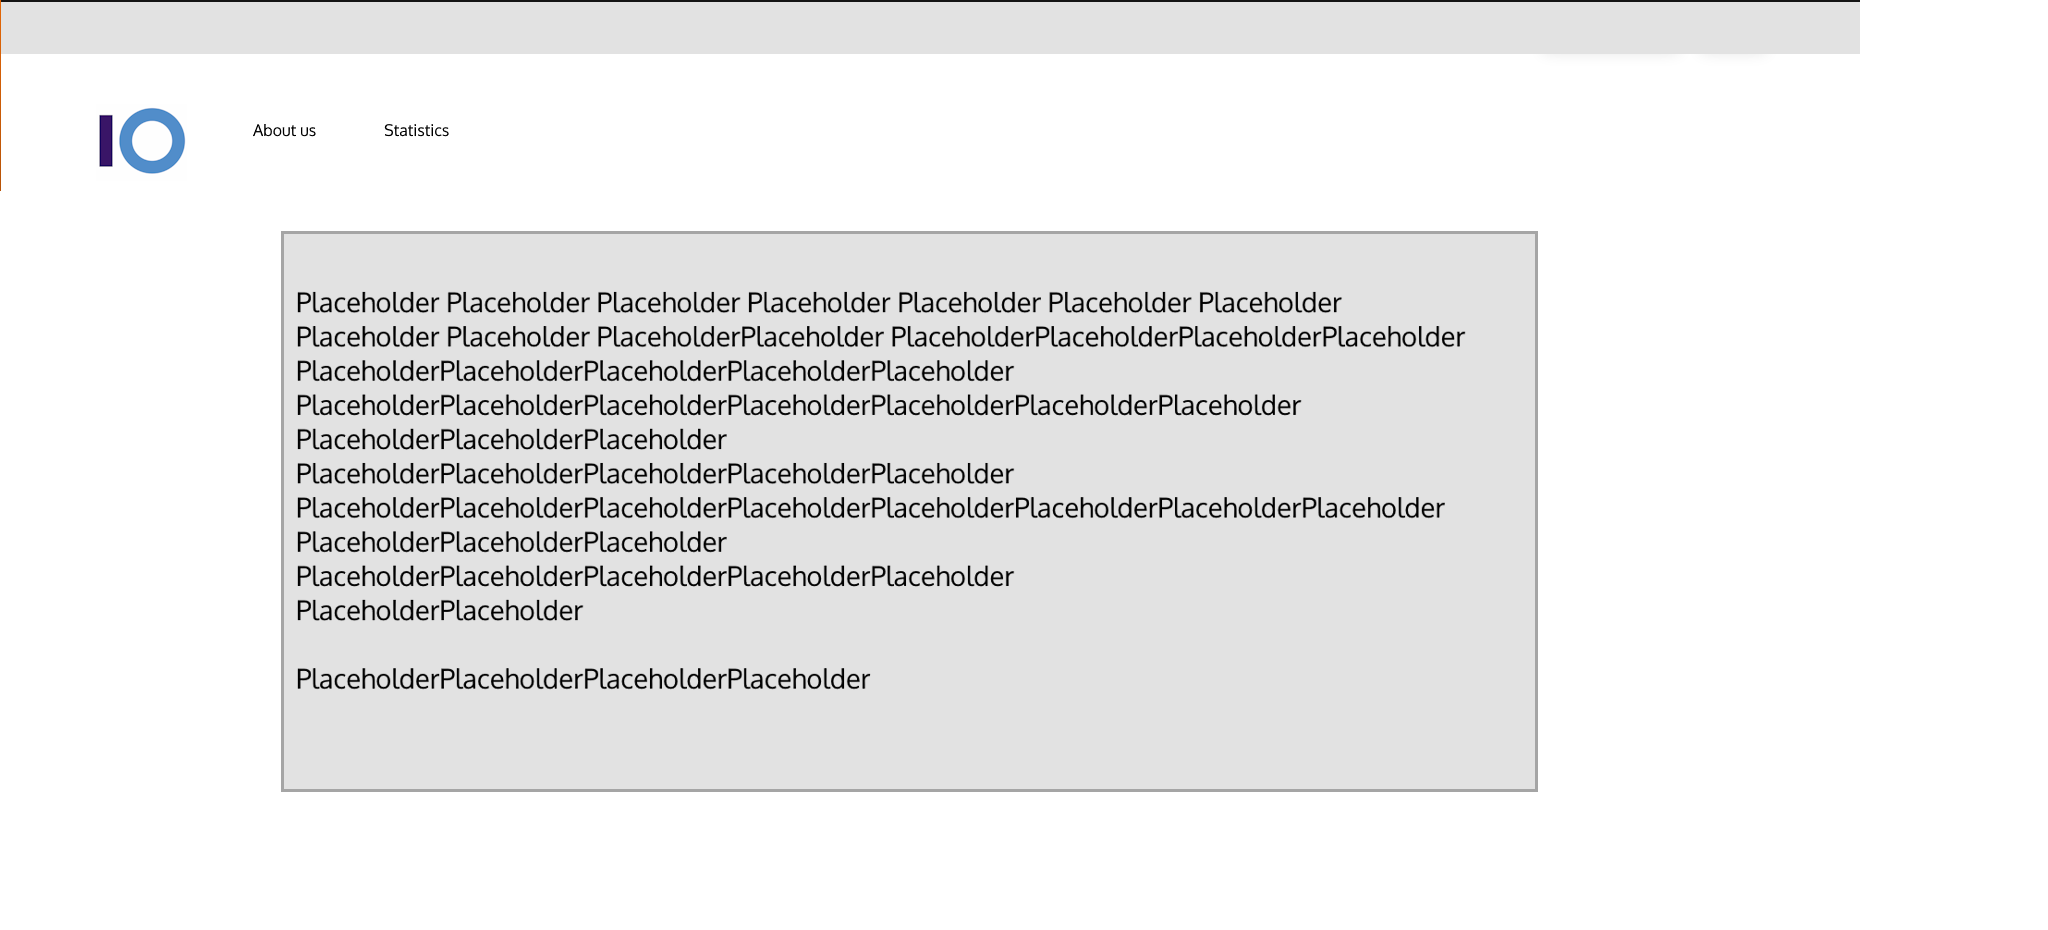 IO
About us Statistics
Placeholder Placeholder Placeholder Placeholder Placeholder Placeholder Placeholder
Placeholder Placeholder PlaceholderPlaceholder PlaceholderPlaceholderPlaceholderPlaceholder
PlaceholderPlaceholderPlaceholderPlaceholderPlaceholder
PlaceholderPlaceholderPlaceholderPlaceholderPlaceholderPlaceholderPlaceholder
PlaceholderPlaceholderPlaceholder
PlaceholderPlaceholderPlaceholderPlaceholderPlaceholder
PlaceholderPlaceholderPlaceholderPlaceholderPlaceholderPlaceholderPlaceholderPlaceholder
PlaceholderPlaceholderPlaceholder
PlaceholderPlaceholderPlaceholderPlaceholderPlaceholder
PlaceholderPlaceholder
PlaceholderPlaceholderPlaceholderPlaceholder